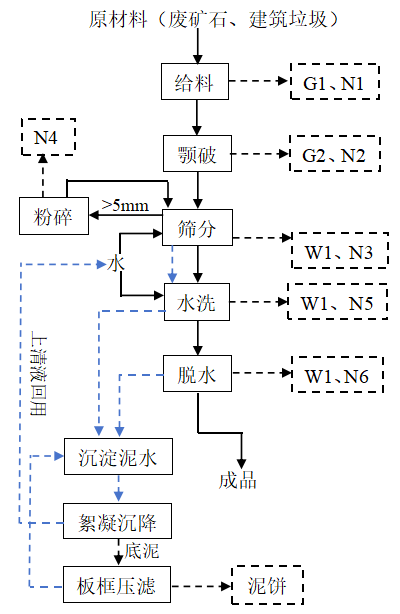 原材料（废矿石、建筑垃圾）
给料
G1、N1
N4
颚破
G2、N2
粉碎
>5mm
筛分
水
W1、N3
水洗
W1、N5
上清液回用
脱水
W1、N6
沉淀泥水
成品
絮凝沉降
底泥
板框压滤
泥饼